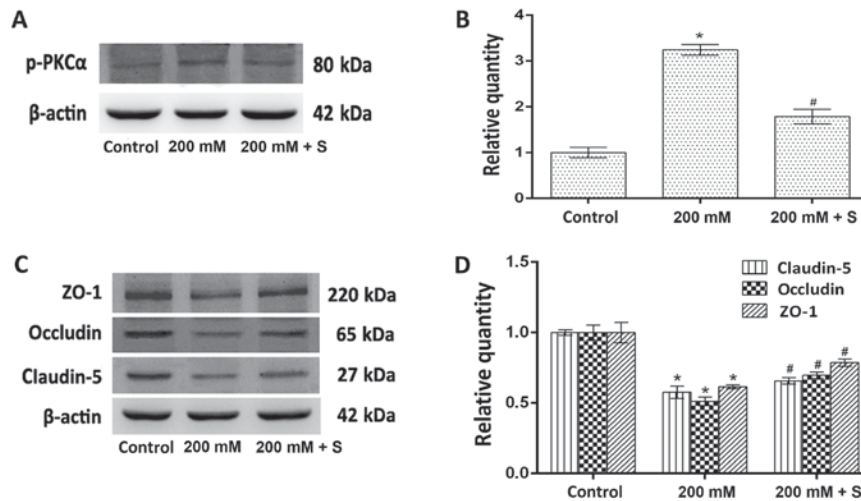 A
p-PKCα
80 kDa
β-actin
42 kDa
Control 200 mM 200 mM + S
B
Relative quantity
4
3
2
1
0
*
#
Control 200 mM 200 mM + S
C
ZO-1
220 kDa
Occludin
65 kDa
Claudin-5
27 kDa
β-actin
42 kDa
Control 200 mM 200 mM + S
D
Relative quantity
1.5
1.0
0.5
0.0
Claudin-5
Occludin
ZO-1
* * *
# # #
Control 200 mM 200 mM + S